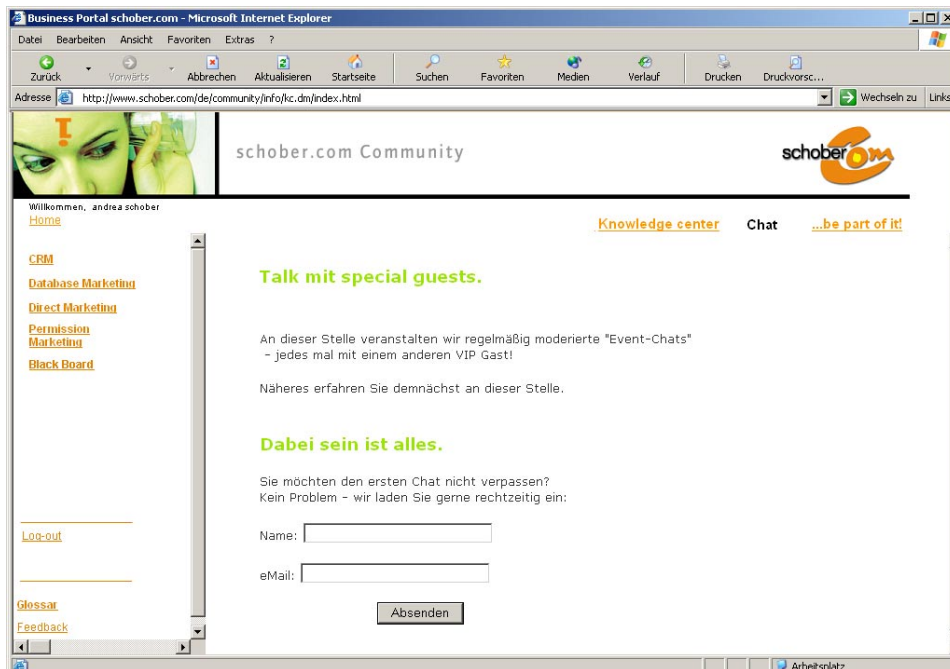 Business Portal schober.com - Microsoft Internet Explorer
Datei Bearbeiten Ansicht Favoriten Extras ?
Zurück Vorwärts Abbrechen Aktualisieren Startseite Suchen Favoriten Medien Verlauf Drucken Druckvorsc...
Adresse http://www.schober.com/de/community/info/kc.dm/index.html Wechseln zu Links
schober.com Community
schober com
Willkommen, andrea schober
Home
Knowledge center Chat ...be part of it!
CRM
Database Marketing
Direct Marketing
Permission
Marketing
Black Board
Log-out
Glossar
Feedback
Talk mit special guests.
An dieser Stelle veranstalten wir regelmäßig moderierte "Event-Chats"
– jedes mal mit einem anderen VIP Gast!
Näheres erfahren Sie demnächst an dieser Stelle.
Dabei sein ist alles.
Sie möchten den ersten Chat nicht verpassen?
Kein Problem – wir laden Sie gerne rechtzeitig ein:
Name:
eMail:
Absenden
Arbeitsplatz